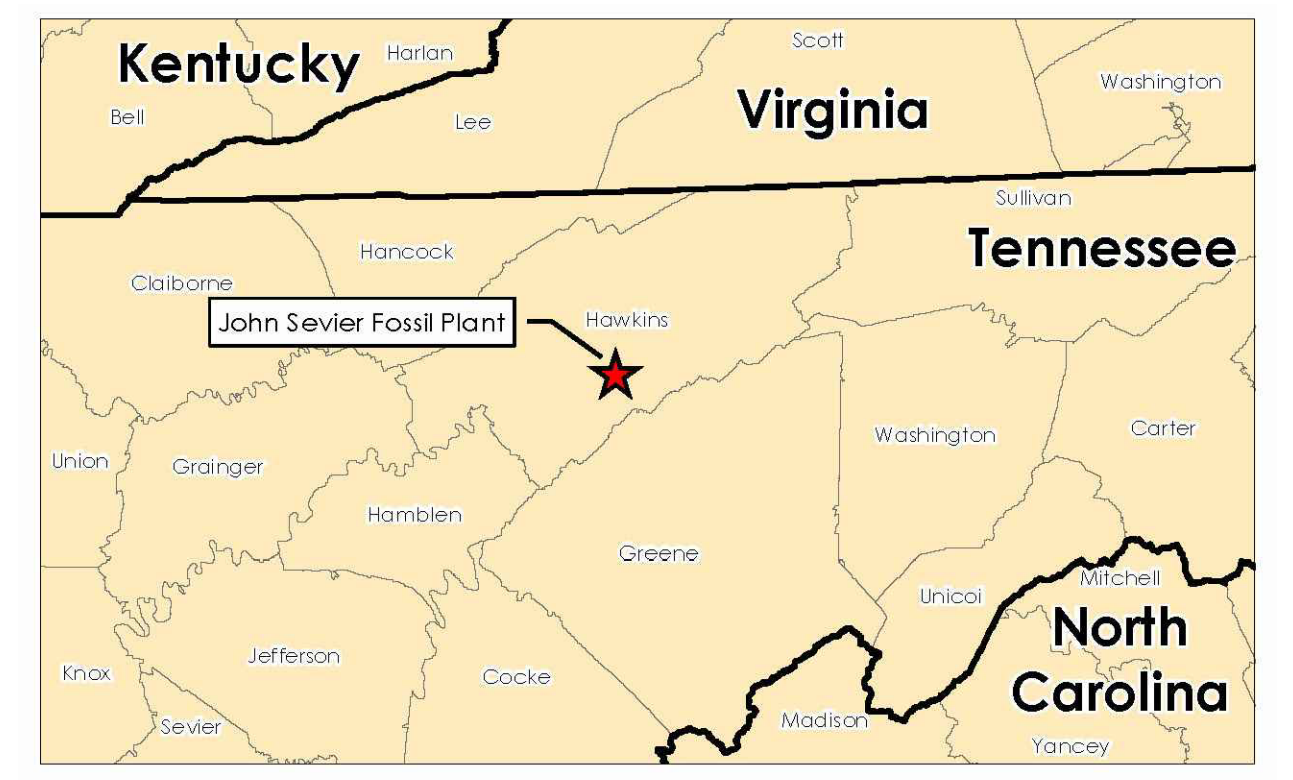 Kentucky
Harlan
Scott
Washington
Bell
Lee
Virginia
Sullivan
Tennessee
Hancock
Claiborne
John Sevier Fossil Plant
Hawkins
Washington
Carter
Union
Grainger
Hamblen
Greene
Mitchell
Unicoi
North
Carolina
Jefferson
Knox
Cocke
Sevier
Madison
Yancey